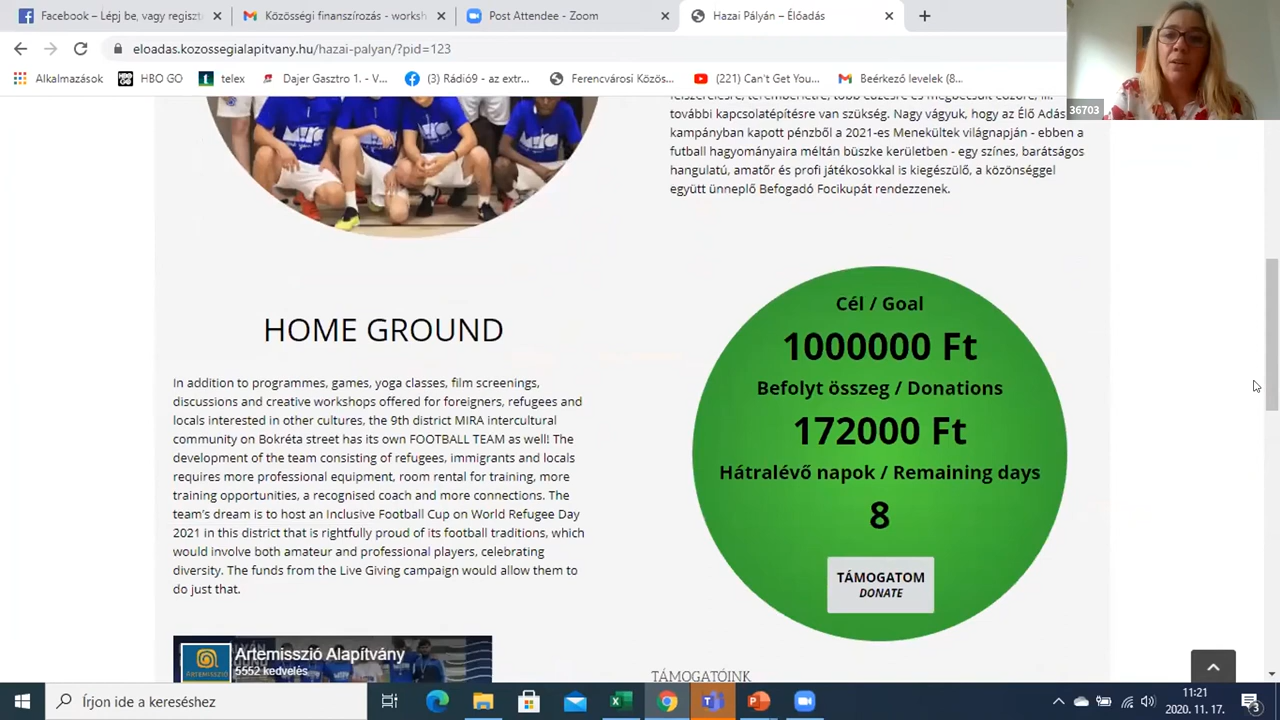 Facebook – Lépj be, vagy regiszt
Közösségi finanszírozás - worksh
Post Attendee - Zoom
Hazai Pályán – Előadás
eloadas.kozossegialapitvany.hu/hazai-palyan/?pid=123
Alkalmazások
HBO GO
telex
Dajer Gasztro 1. - V...
(3) Rádió9 - az extr...
Ferencvárosi Közös...
(221) Can't Get You...
Beérkező levelek (8...
36703
további kapcsolatépítésre van szükség. Nagy vágyuk, hogy az Élő Adás
kampányban kapott pénzből a 2021-es Menekültek világnapján - ebben a
futball hagyományaira méltán büszke kerületben - egy színes, barátságos
hangulatú, amatőr és profi játékosokkal is kiegészülő, a közönséggel
együtt ünneplő Befogadó Focikupát rendezzenek.
HOME GROUND
In addition to programmes, games, yoga classes, film screenings,
discussions and creative workshops offered for foreigners, refugees and
locals interested in other cultures, the 9th district MiRA intercultural
community on Bokréta street has its own FOOTBALL TEAM as well! The
development of the team consisting of refugees, immigrants and locals
requires more professional equipment, room rental for training, more
training opportunities, a recognised coach and more connections. The
team's dream is to host an Inclusive Football Cup on World Refugee Day
2021 in this district that is rightfully proud of its football traditions, which
would involve both amateur and professional players, celebrating
diversity. The funds from the Live Giving campaign would allow them to
do just that.
Cél / Goal
1000000 Ft
Befolyt összeg / Donations
172000 Ft
Hátralévő napok / Remaining days
8
TÁMOGATOM
DONATE
Artemisszió Alapítvány
5552 kedvelés
TÁMOGATÓINK
Írjon ide a kereséshez
11:21
2020. 11. 17.
3